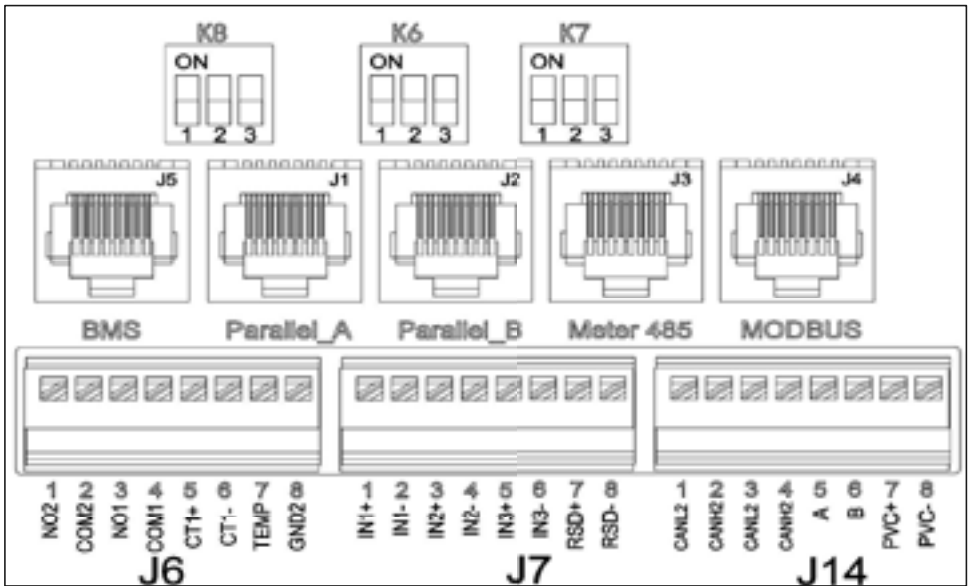 K8 K6 K7
ON ON ON
1 2 3 1 2 3 1 2 3
J5 J1 J2 J3 J4
BMS Parallel_A Parallel_B Meter 485 MODBUS
1 2 3 4 5 6 7 8 1 2 3 4 5 6 7 8 1 2 3 4 5 6 7 8
NO2 COM2 NO1 COM1 CT1+ CT1- TEMP GND2 IN1+ IN1- IN2+ IN2- IN3+ IN3- RSD+ RSD- CANL2 CANH2 CANL2 CANH2 A B PVC+ PVC-
J6 J7 J14